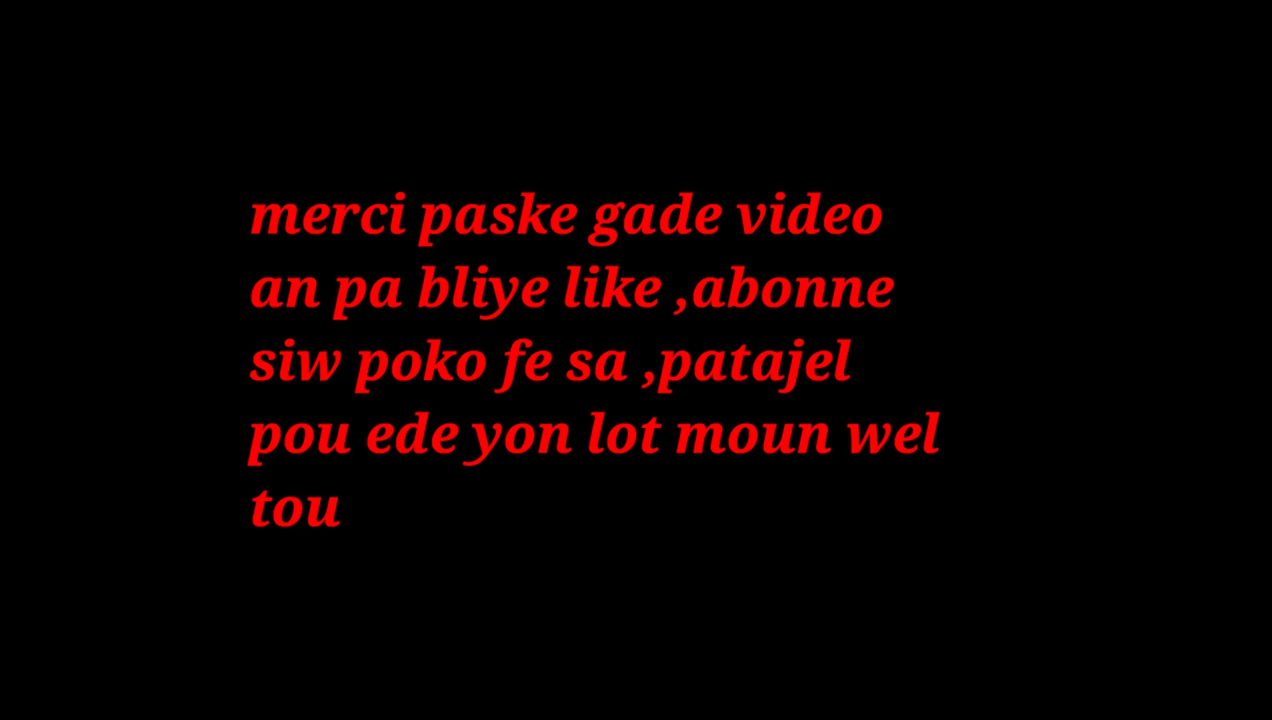 merci paske gade video
an pa bliye like ,abonne
siw poko fe sa ,patajel
pou ede yon lot moun wel
tou